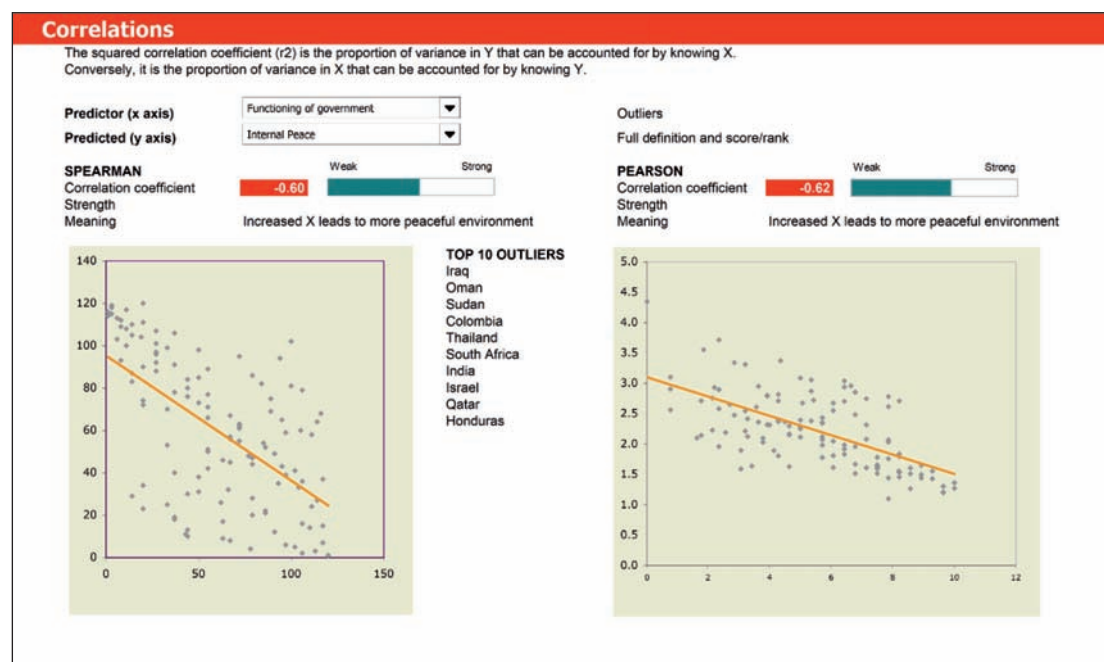 Correlations
The squared correlation coefficient (r2) is the proportion of variance in Y that can be accounted for by knowing X.
Conversely, it is the proportion of variance in X that can be accounted for by knowing Y.
Predictor (x axis)
Functioning of government
Predicted (y axis)
Internal Peace
Outliers
Full definition and score/rank
SPEARMAN
Weak
Strong
Correlation coefficient
-0.60
Strength
Meaning
Increased X leads to more peaceful environment
PEARSON
Weak
Strong
Correlation coefficient
-0.62
Strength
Meaning
Increased X leads to more peaceful environment
140
120
100
80
60
40
20
0
0
50
100
150
TOP 10 OUTLIERS
Iraq
Oman
Sudan
Colombia
Thailand
South Africa
India
Israel
Qatar
Honduras
5.0
4.5
4.0
3.5
3.0
2.5
2.0
1.5
1.0
0.5
0.0
0
2
4
6
8
10
12